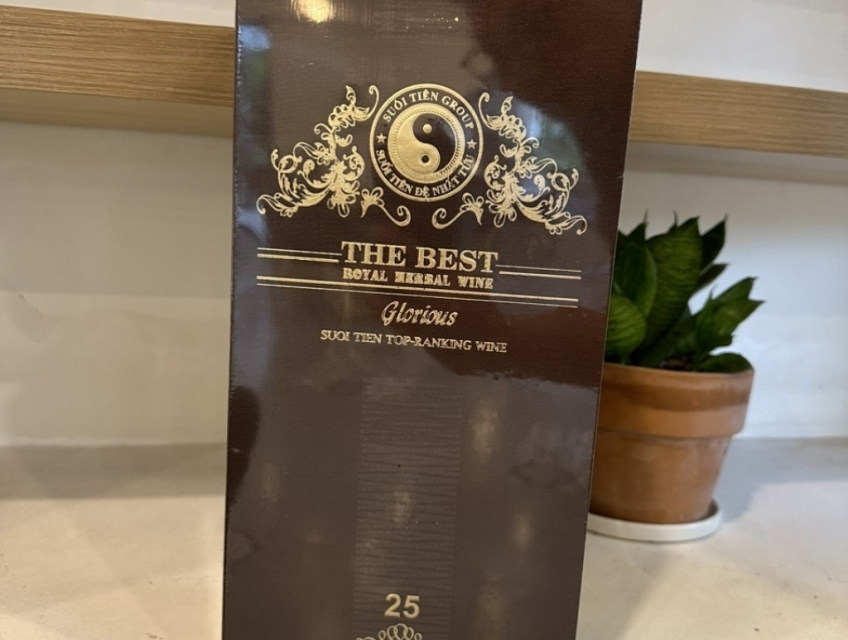 SUỐI TIÊN GROUP
SUỐI TIÊN ĐỆ NHẤT TỬU
THE BEST
ROYAL HERBAL WINE
Glorious
SUOI TIEN TOP-RANKING WINE
25